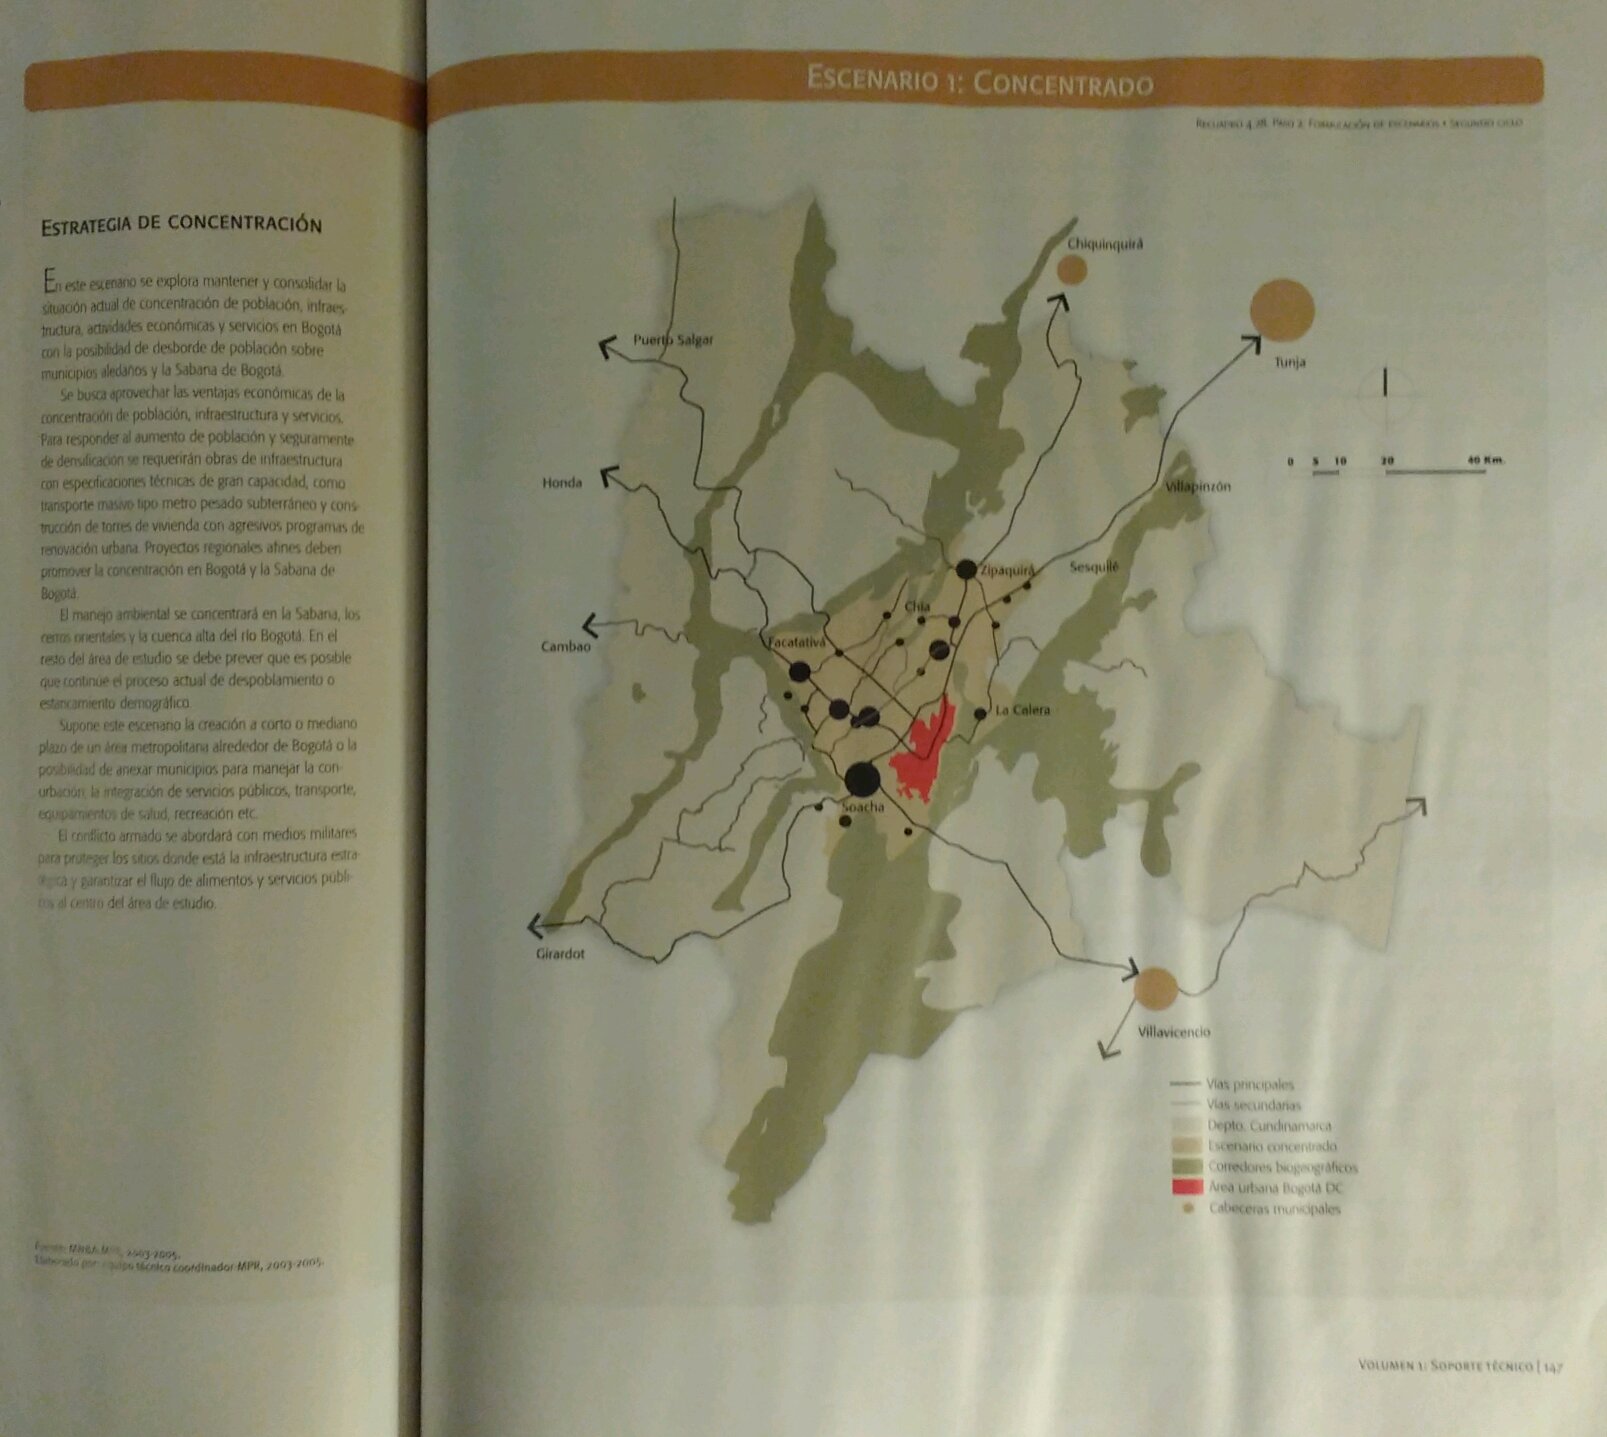 ESCENARIO 1: CONCENTRADO
RECUADRO 4.28. PASO 2. FORMULACIÓN DE ESCENARIOS • SEGUNDO CICLO
ESTRATEGIA DE CONCENTRACIÓN
En este escenario se explora mantener y consolidar la
situación actual de concentración de población, infraes-
tructura, actividades económicas y servicios en Bogotá
con la posibilidad de desborde de población sobre
municipios aledaños y la Sabana de Bogotá.
Se busca aprovechar las ventajas económicas de la
concentración de población, infraestructura y servicios.
Para responder al aumento de población y seguramente
de densificación se requerirán obras de infraestructura
con especificaciones técnicas de gran capacidad, como
transporte masivo tipo metro pesado subterráneo y cons-
trucción de torres de vivienda con agresivos programas de
renovación urbana. Proyectos regionales afines deben
promover la concentración en Bogotá y la Sabana de
Bogotá.
El manejo ambiental se concentrará en la Sabana, los
cerros orientales y la cuenca alta del río Bogotá. En el
resto del área de estudio se debe prever que es posible
que continúe el proceso actual de despoblamiento o
estancamiento demográfico.
Supone este escenario la creación a corto o mediano
plazo de un área metropolitana alrededor de Bogotá o la
posibilidad de anexar municipios para manejar la con-
urbación, la integración de servicios públicos, transporte,
equipamientos de salud, recreación etc.
El conflicto armado se abordará con medios militares
para proteger los sitios donde está la infraestructura estra-
tégica y garantizar el flujo de alimentos y servicios públi-
cos al centro del área de estudio.
Fuente: 2003-2005.
Elaborado por: equipo técnico coordinador MPR, 2003-2005.
Chiquinquirá
Tunja
Puerto Salgar
0 5 10 20 40 Km.
Honda
Villapinzón
Zipaquirá
Sesquilé
Chía
Cambao
Facatativá
La Calera
Soacha
Girardot
Villavicencio
Vías principales
Vías secundarias
Depto. Cundinamarca
Escenario concentrado
Corredores biogeográficos
Área urbana Bogotá DC
Cabeceras municipales
VOLUMEN 1: SOPORTE TÉCNICO | 147